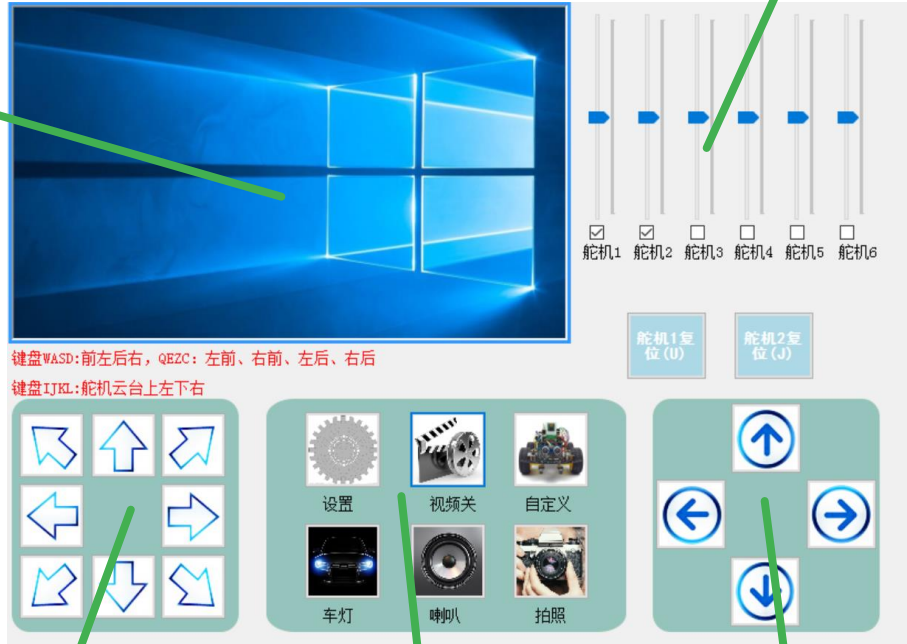 舵机1 舵机2 舵机3 舵机4 舵机5 舵机6
舵机1复
位(U)
舵机2复
位(J)
键盘WASD:前左后右，QEZC：左前、右前、左后、右后
键盘IJKL:舵机云台上左下右
设置 视频关 自定义
车灯 喇叭 拍照